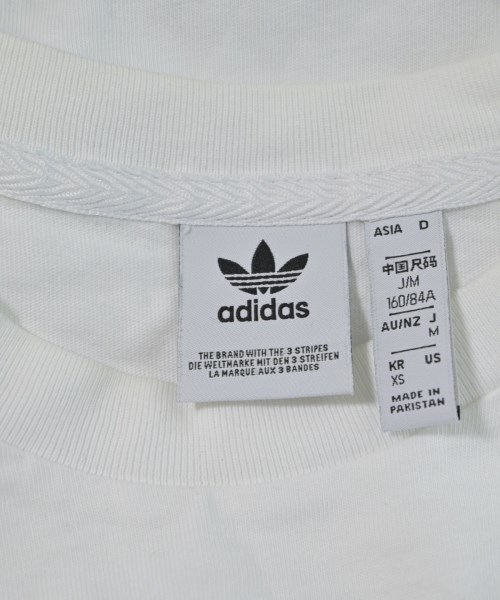 adidas
THE BRAND WITH THE 3 STRIPES
DIE WELTMARKE MIT DEN 3 STREIFEN
LA MARQUE AUX 3 BANDES
ASIA D
中国尺码
J/M
160/84A
AU/NZ J
M
KR US
XS
MADE IN
PAKISTAN